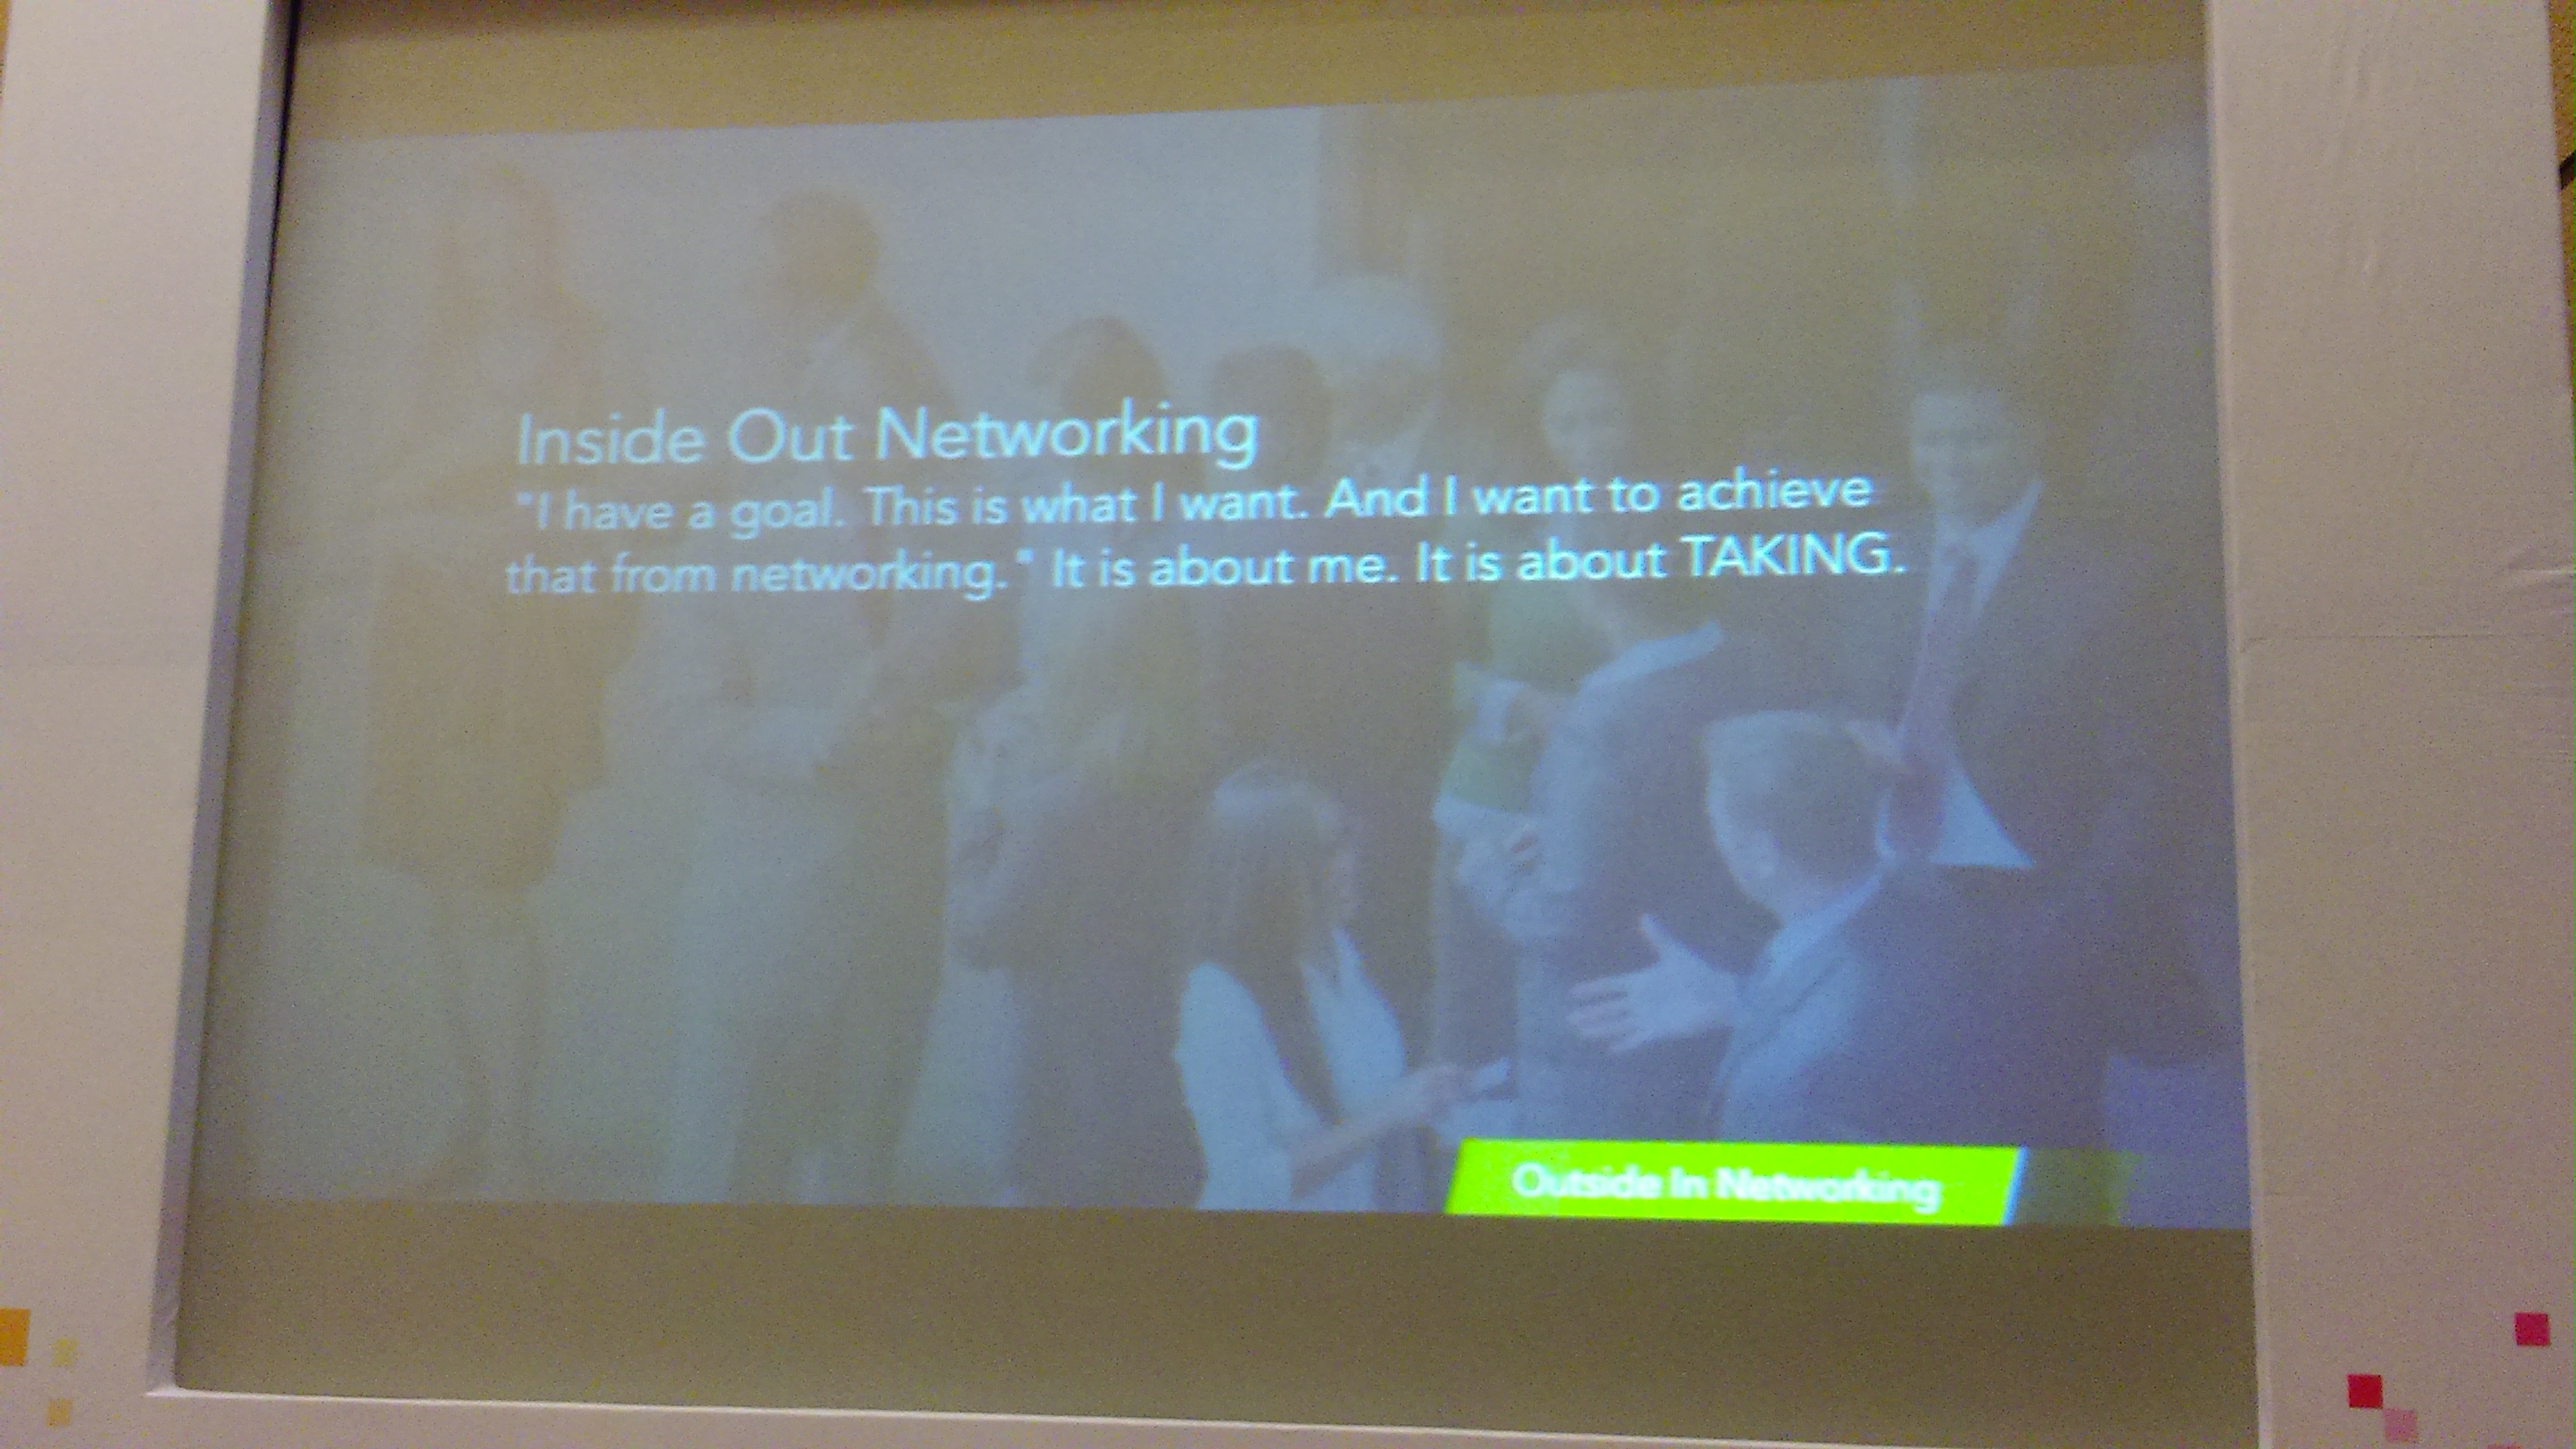 Inside Out Networking
"I have a goal. This is what I want. And I want to achieve
that from networking." It is about me. It is about TAKING.
Outside In Networking